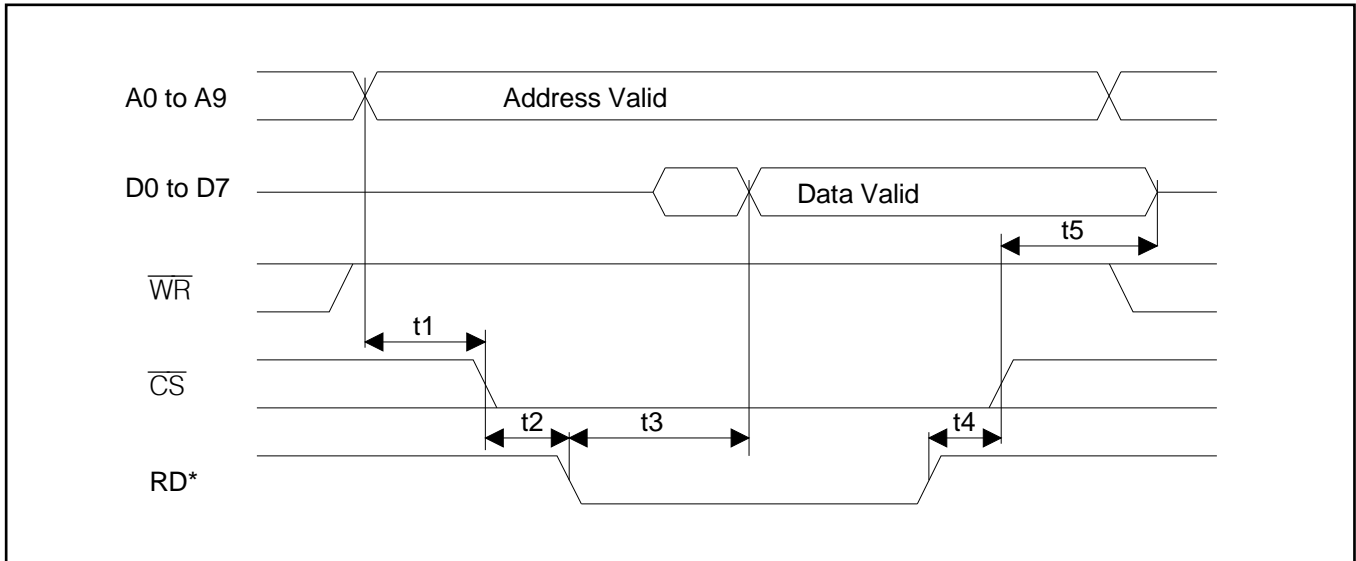 A0 to A9
Address Valid
D0 to D7
Data Valid
t5
WR
t1
CS
t2
t3
t4
RD*